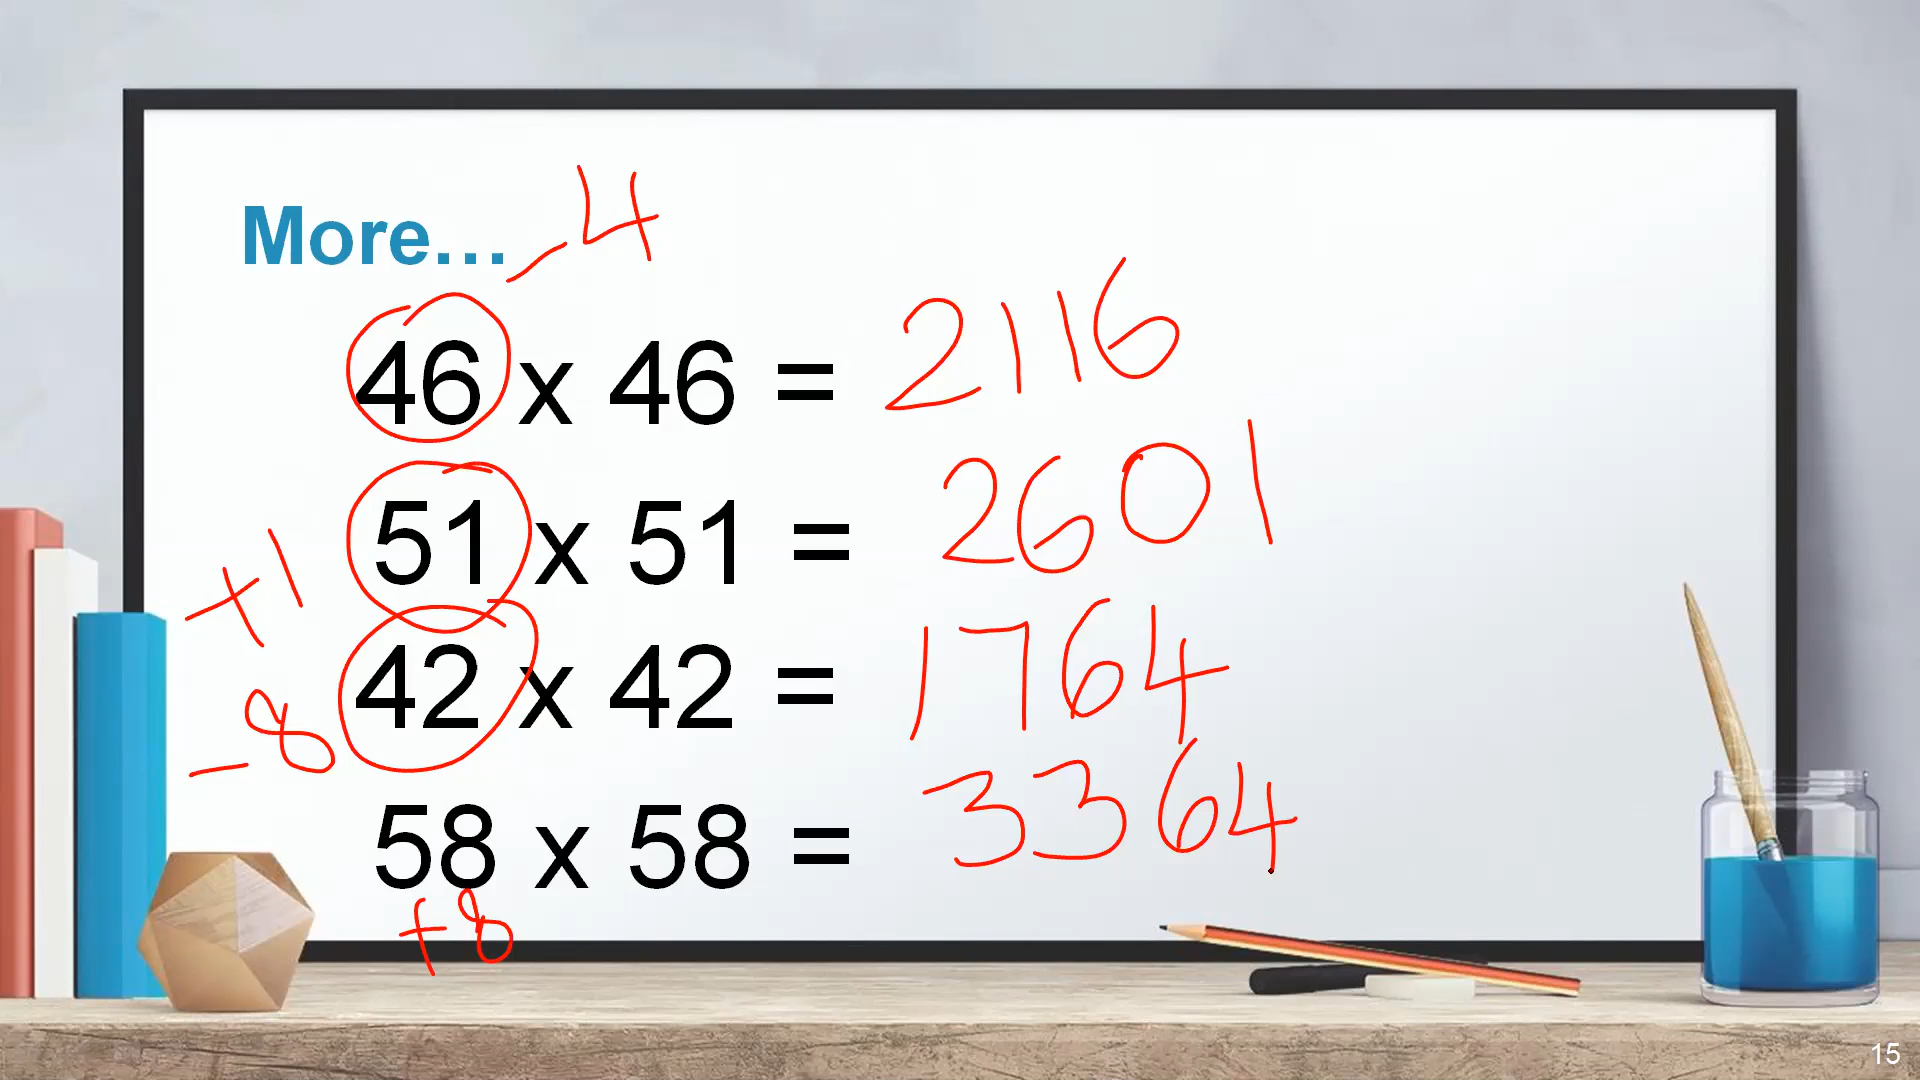 More… -4
46 x 46 = 2116
51 x 51 = 2601
+1
42 x 42 = 1764
-8
58 x 58 = 3364
+8
15